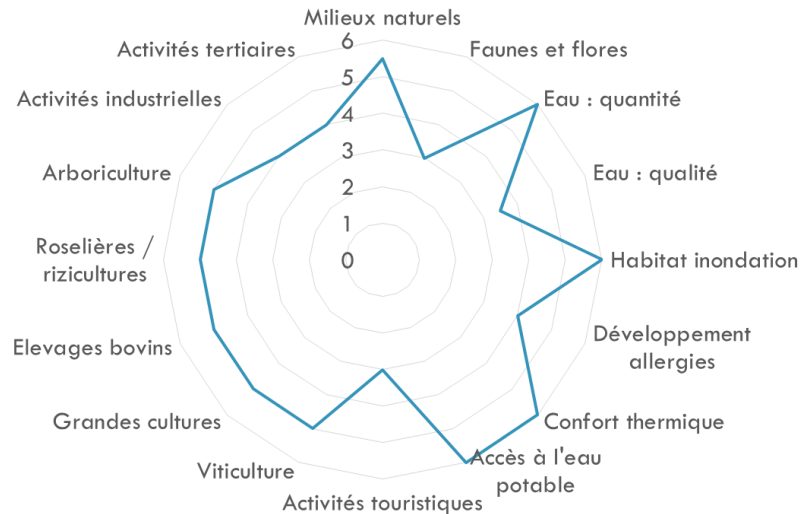 Milieux naturels
Faunes et flores
Eau : quantité
Eau : qualité
Habitat inondation
Développement
allergies
Confort thermique
Accès à l'eau
potable
Activités touristiques
Viticulture
Grandes cultures
Elevages bovins
Roselières /
rizicultures
Arboriculture
Activités industrielles
Activités tertiaires
6
5
4
3
2
1
0